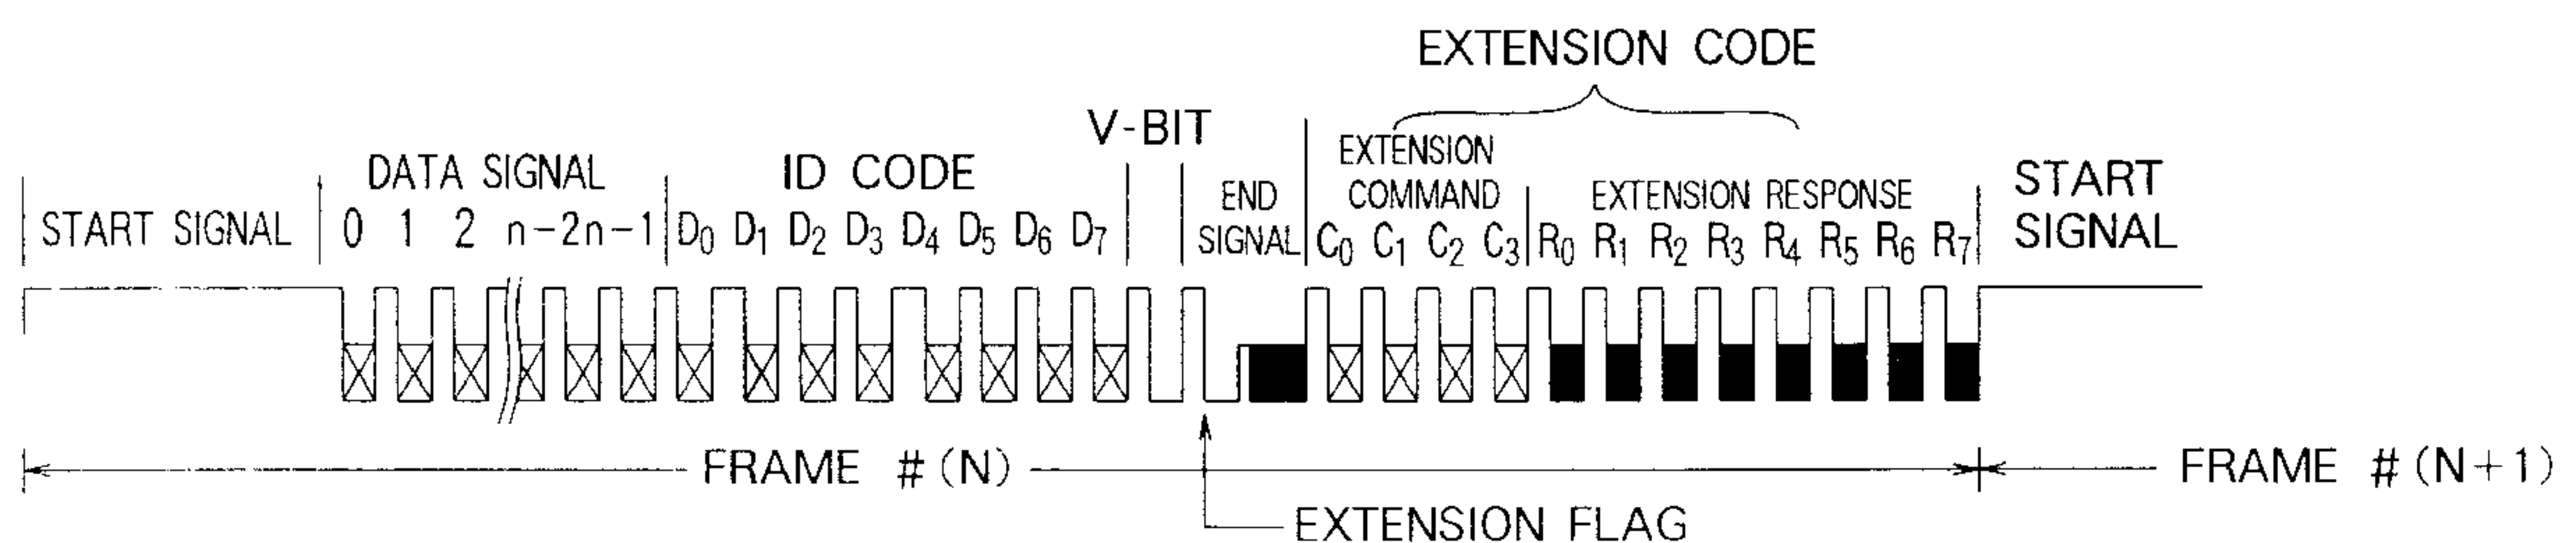 EXTENSION CODE
V-BIT
DATA SIGNAL
ID CODE
EXTENSION COMMAND
START SIGNAL
0 1 2 n-2n-1
D₀ D₁ D₂ D₃ D₄ D₅ D₆ D₇
END SIGNAL
C₀ C₁ C₂ C₃
EXTENSION RESPONSE
R₀ R₁ R₂ R₃ R₄ R₅ R₆ R₇
START SIGNAL
FRAME #(N)
FRAME #(N+1)
EXTENSION FLAG